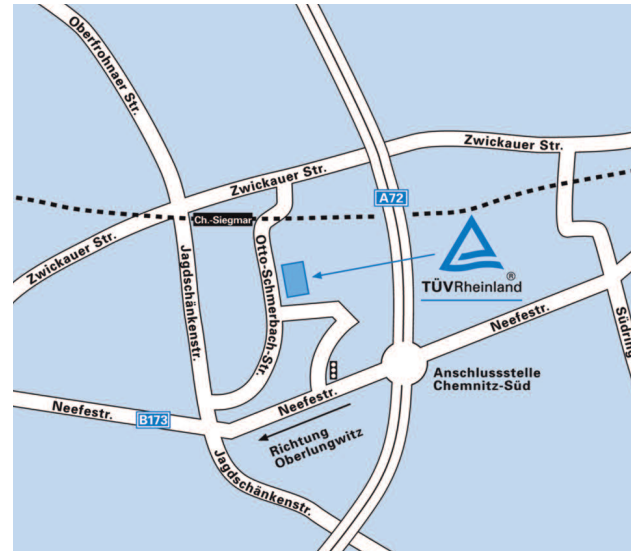 Oberfrohnaer Str.
Zwickauer Str.
Zwickauer Str.
A72
Ch.-Siegmar
Zwickauer Str.
Jagdschänkenstr.
Otto-Schmerbach-Str.
®
TÜVRheinland
Neefestr.
Südring
Anschlussstelle
Chemnitz-Süd
Neefestr.
Neefestr.
B173
Richtung
Oberlungwitz
Jagdschänkenstr.